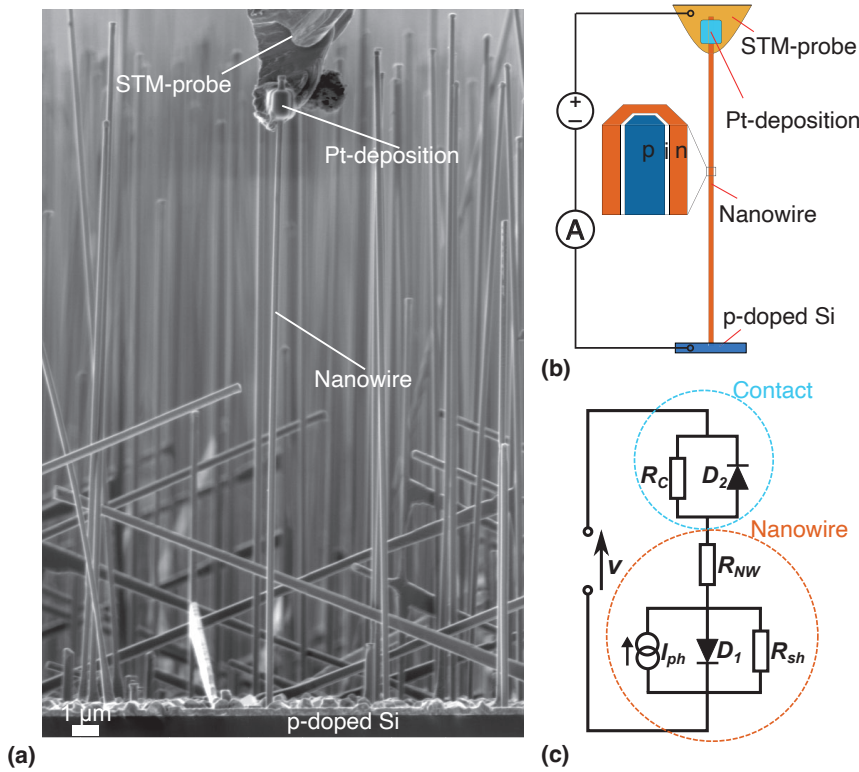 STM-probe
Pt-deposition
Nanowire
1 µm
p-doped Si
(a)
+
−
A
p i n
STM-probe
Pt-deposition
Nanowire
p-doped Si
(b)
Contact
R_C
D_2
Nanowire
v
R_NW
I_ph
D_1
R_sh
(c)